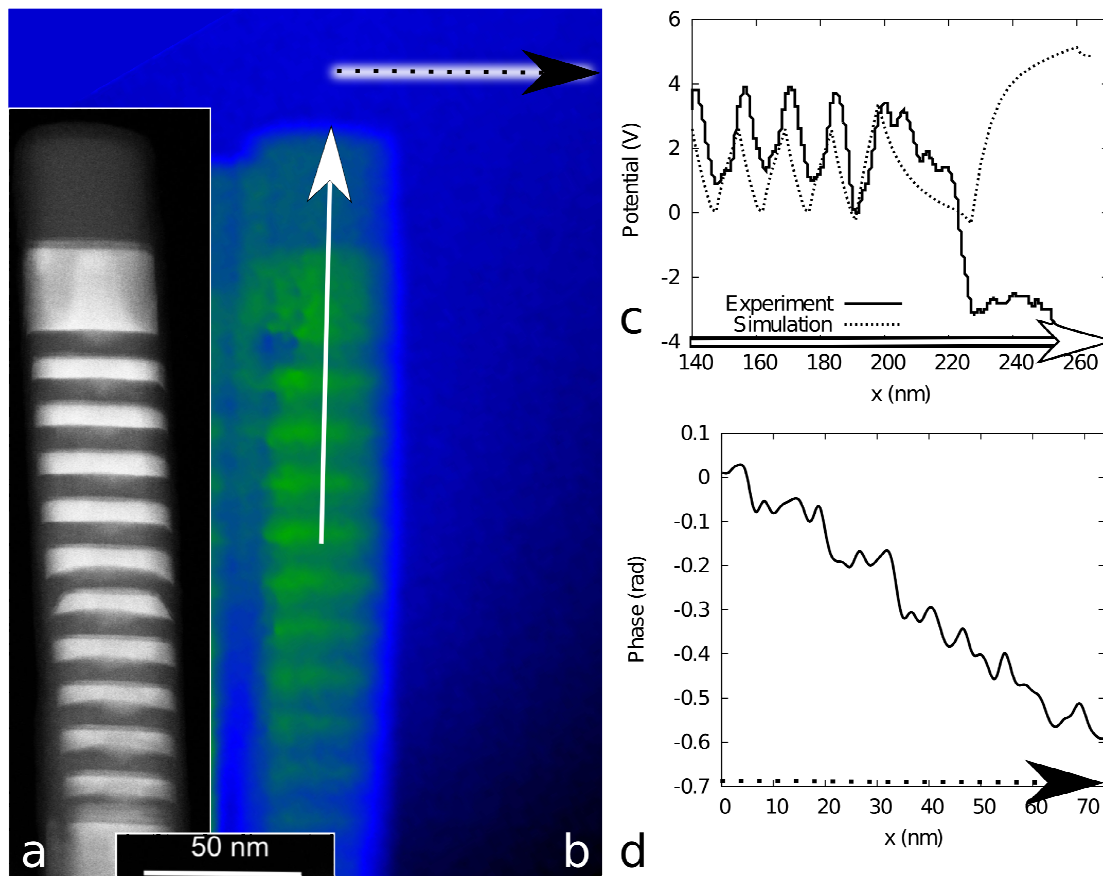 a
50 nm
b
c
6
4
2
0
-2
-4
Potential (V)
Experiment
Simulation
140 160 180 200 220 240 260
x (nm)
d
0.1
0
-0.1
-0.2
-0.3
-0.4
-0.5
-0.6
-0.7
Phase (rad)
0 10 20 30 40 50 60 70
x (nm)